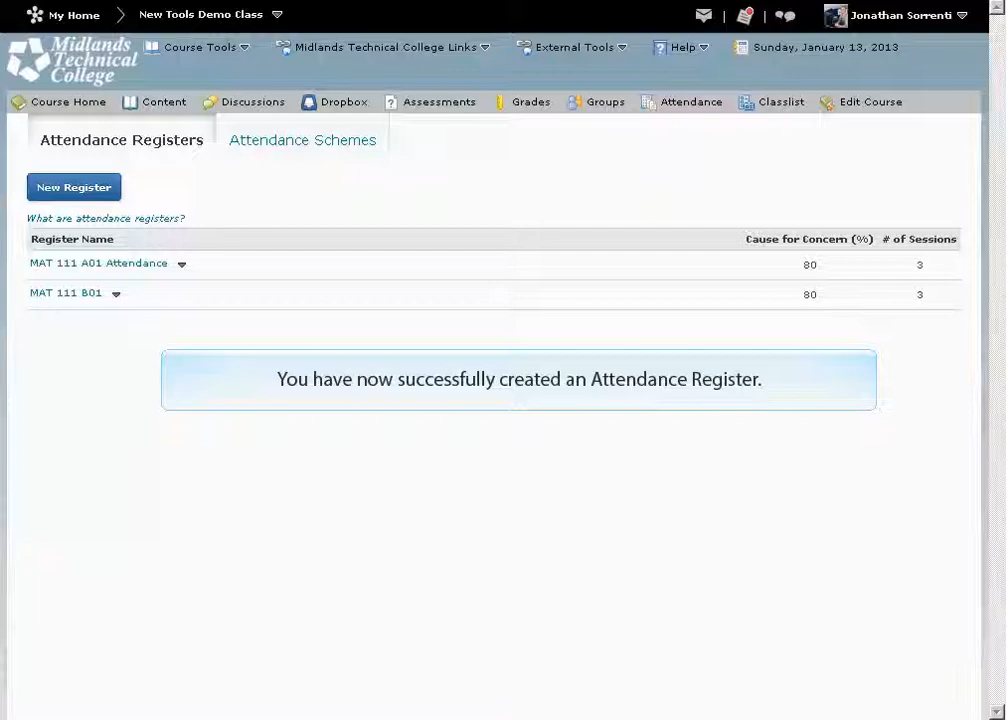 My Home New Tools Demo Class Jonathan Sorrenti
Midlands Technical College
Course Tools Midlands Technical College Links External Tools Help Sunday, January 13, 2013
Course Home Content Discussions Dropbox Assessments Grades Groups Attendance Classlist Edit Course
Attendance Registers Attendance Schemes
New Register
What are attendance registers?
Register Name Cause for Concern (%) # of Sessions
MAT 111 A01 Attendance 80 3
MAT 111 B01 80 3
You have now successfully created an Attendance Register.